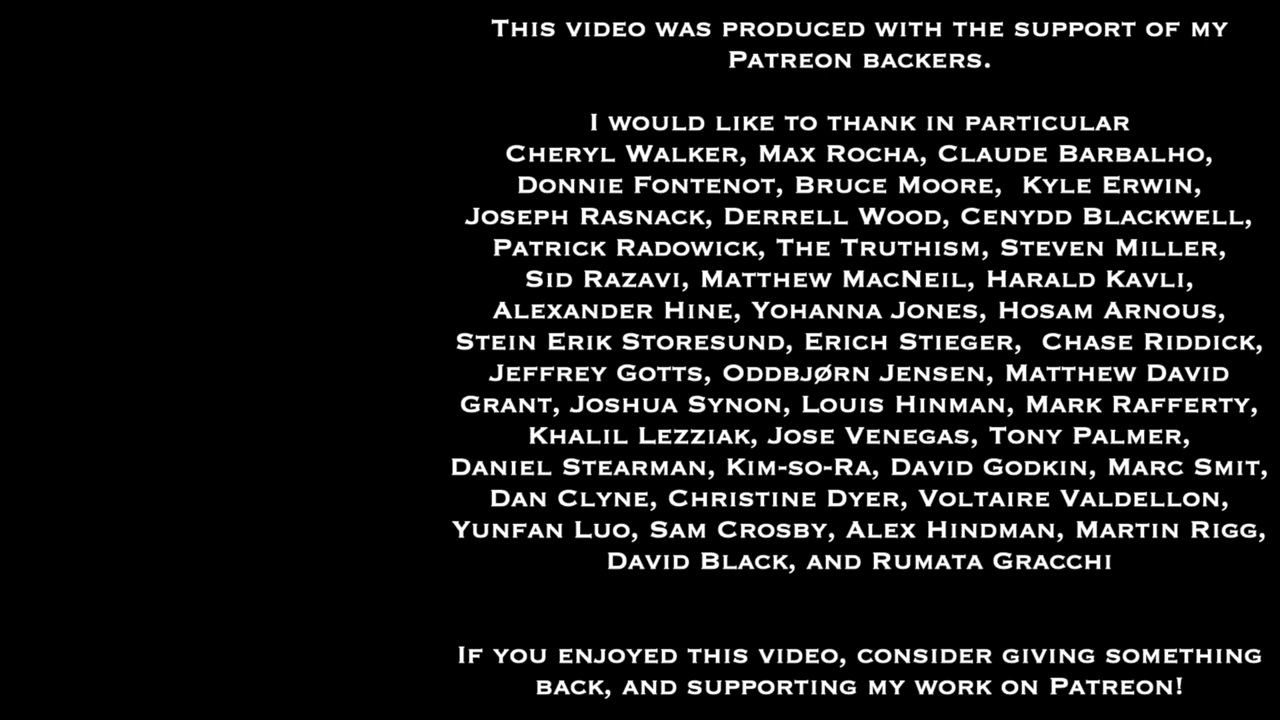 This video was produced with the support of my
Patreon backers.
I would like to thank in particular
Cheryl Walker, Max Rocha, Claude Barbalho,
Donnie Fontenot, Bruce Moore,  Kyle Erwin,
Joseph Rasnack, Derrell Wood, Cenydd Blackwell,
Patrick Radowick, The Truthism, Steven Miller,
Sid Razavi, Matthew MacNeil, Harald Kavli,
Alexander Hine, Yohanna Jones, Hosam Arnous,
Stein Erik Storesund, Erich Stieger,  Chase Riddick,
Jeffrey Gotts, Oddbjørn Jensen, Matthew David
Grant, Joshua Synon, Louis Hinman, Mark Rafferty,
Khalil Lezziak, Jose Venegas, Tony Palmer,
Daniel Stearman, Kim-so-Ra, David Godkin, Marc Smit,
Dan Clyne, Christine Dyer, Voltaire Valdellon,
Yunfan Luo, Sam Crosby, Alex Hindman, Martin Rigg,
David Black, and Rumata Gracchi
If you enjoyed this video, consider giving something
back, and supporting my work on Patreon!